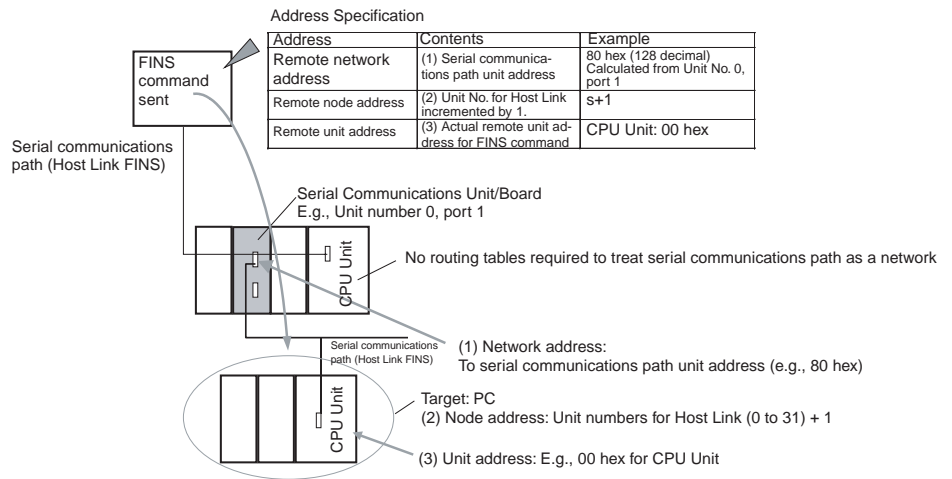 Address Specification
Address Contents Example
Remote network address (1) Serial communica-tions path unit address 80 hex (128 decimal) Calculated from Unit No. 0, port 1
Remote node address (2) Unit No. for Host Link incremented by 1. s+1
Remote unit address (3) Actual remote unit ad-dress for FINS command CPU Unit: 00 hex
FINS
command
sent
Serial communications
path (Host Link FINS)
Serial Communications Unit/Board
E.g., Unit number 0, port 1
CPU Unit
No routing tables required to treat serial communications path as a network
Serial communications
path (Host Link FINS)
(1) Network address:
To serial communications path unit address (e.g., 80 hex)
Target: PC
(2) Node address: Unit numbers for Host Link (0 to 31) + 1
CPU Unit
(3) Unit address: E.g., 00 hex for CPU Unit